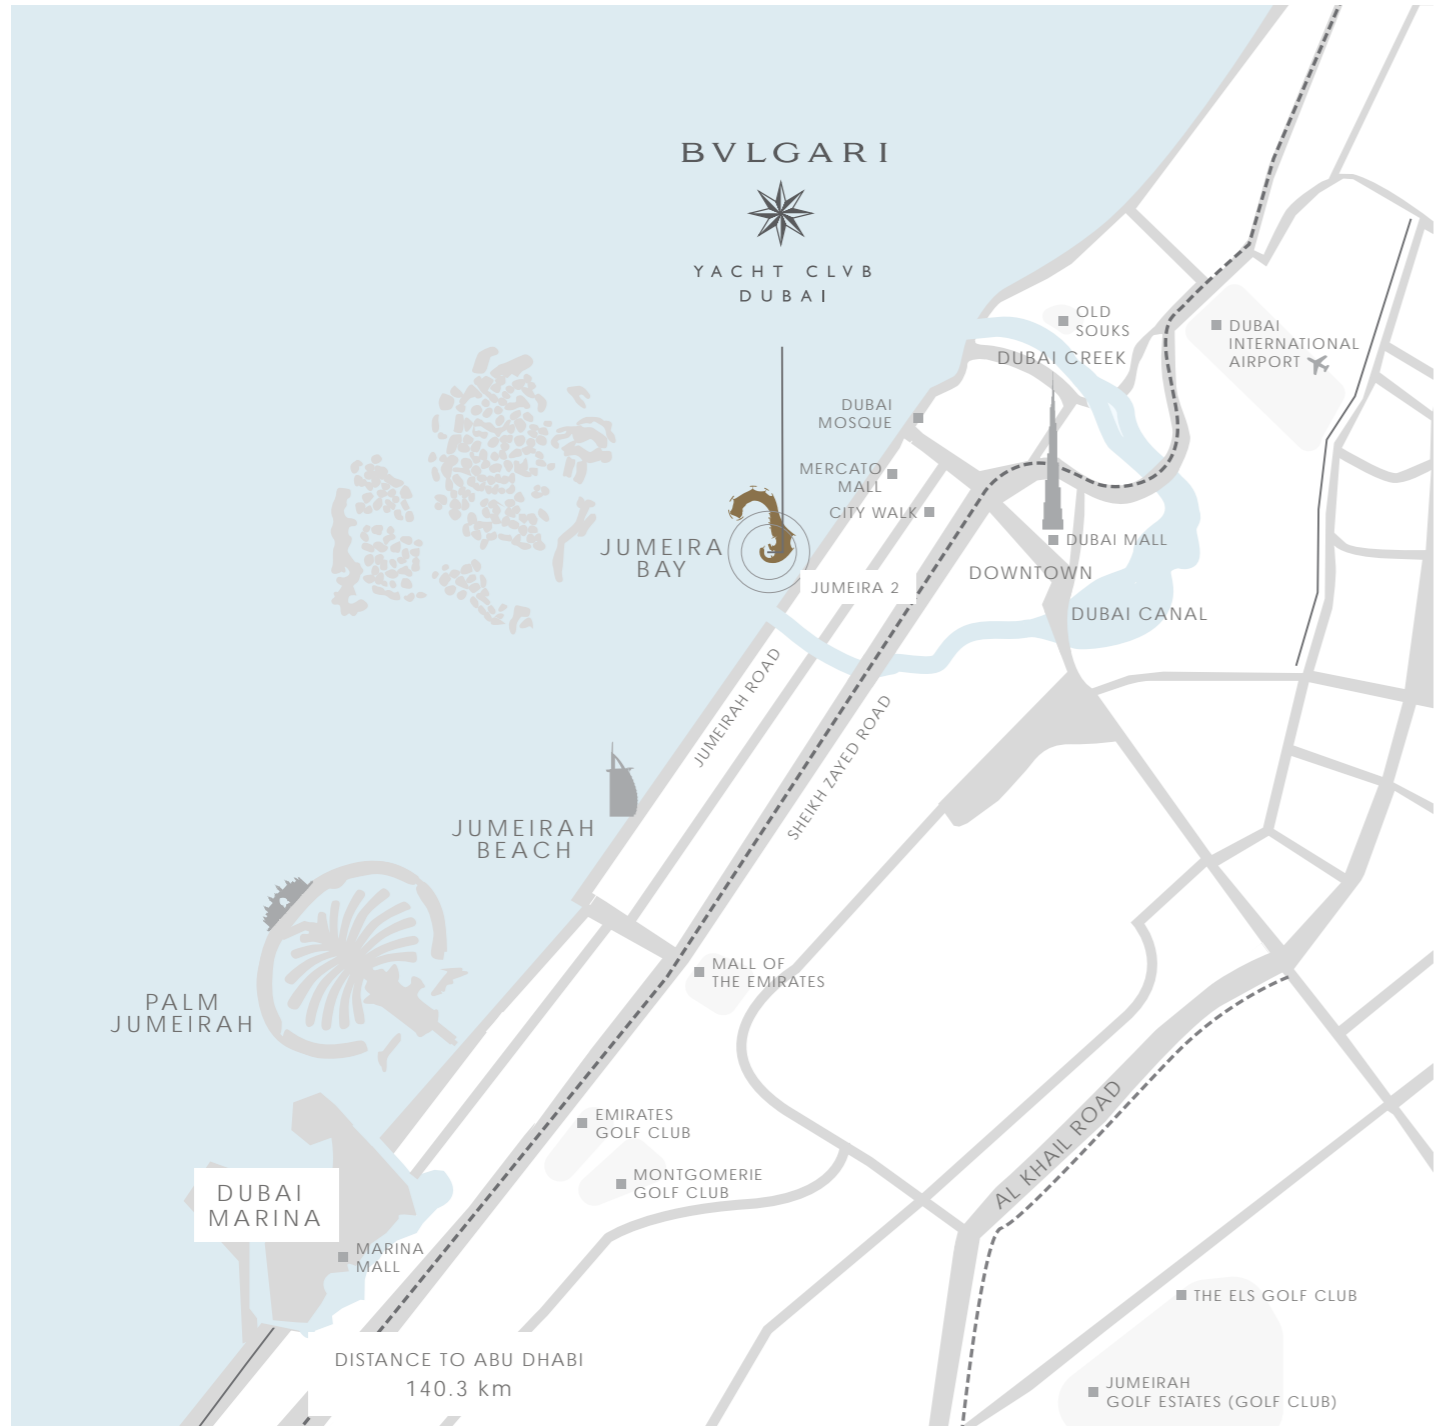 BVLGARI
YACHT CLVB
DUBAI
OLD
SOUKS
DUBAI
INTERNATIONAL
AIRPORT
DUBAI CREEK
DUBAI
MOSQUE
MERCATO
MALL
CITY WALK
DUBAI MALL
JUMEIRA
BAY
DOWNTOWN
JUMEIRA 2
DUBAI CANAL
JUMEIRAH ROAD
SHEIKH ZAYED ROAD
JUMEIRAH
BEACH
MALL OF
THE EMIRATES
PALM
JUMEIRAH
EMIRATES
GOLF CLUB
AL KHAIL ROAD
MONTGOMERIE
GOLF CLUB
DUBAI
MARINA
MARINA
MALL
THE ELS GOLF CLUB
DISTANCE TO ABU DHABI
140.3 km
JUMEIRAH
GOLF ESTATES (GOLF CLUB)